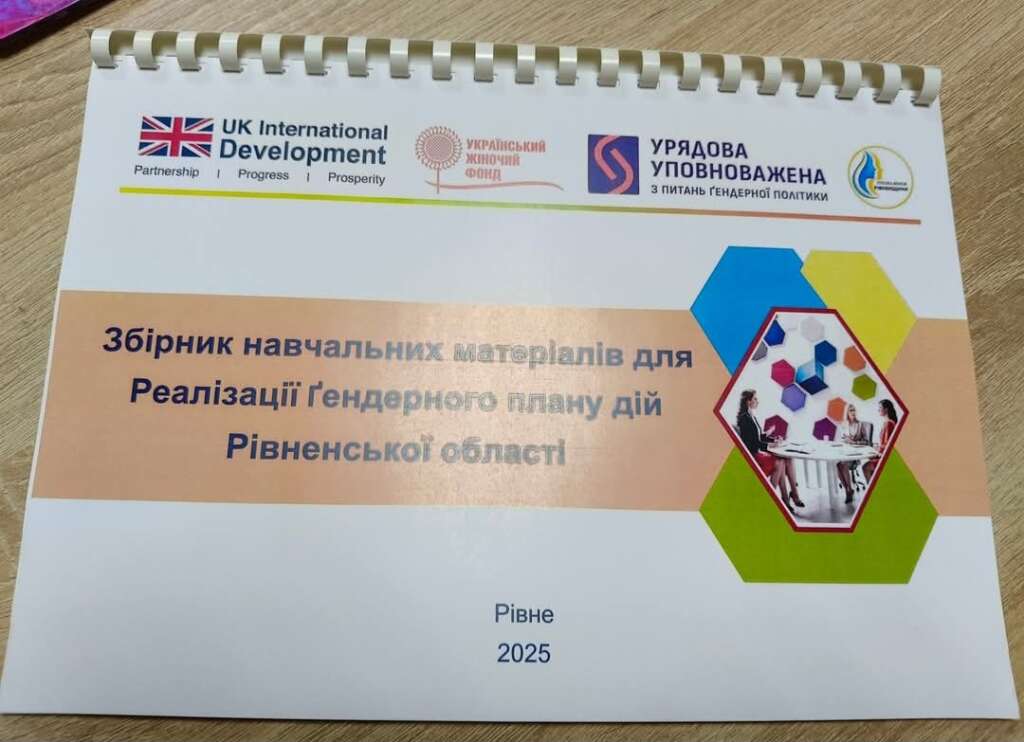 UK International
Development
Partnership | Progress | Prosperity
УКРАЇНСЬКИЙ
ЖІНОЧИЙ
ФОНД
УРЯДОВА
УПОВНОВАЖЕНА
З ПИТАНЬ ҐЕНДЕРНОЇ ПОЛІТИКИ
Збірник навчальних матеріалів для
Реалізації Ґендерного плану дій
Рівненської області
Рівне
2025